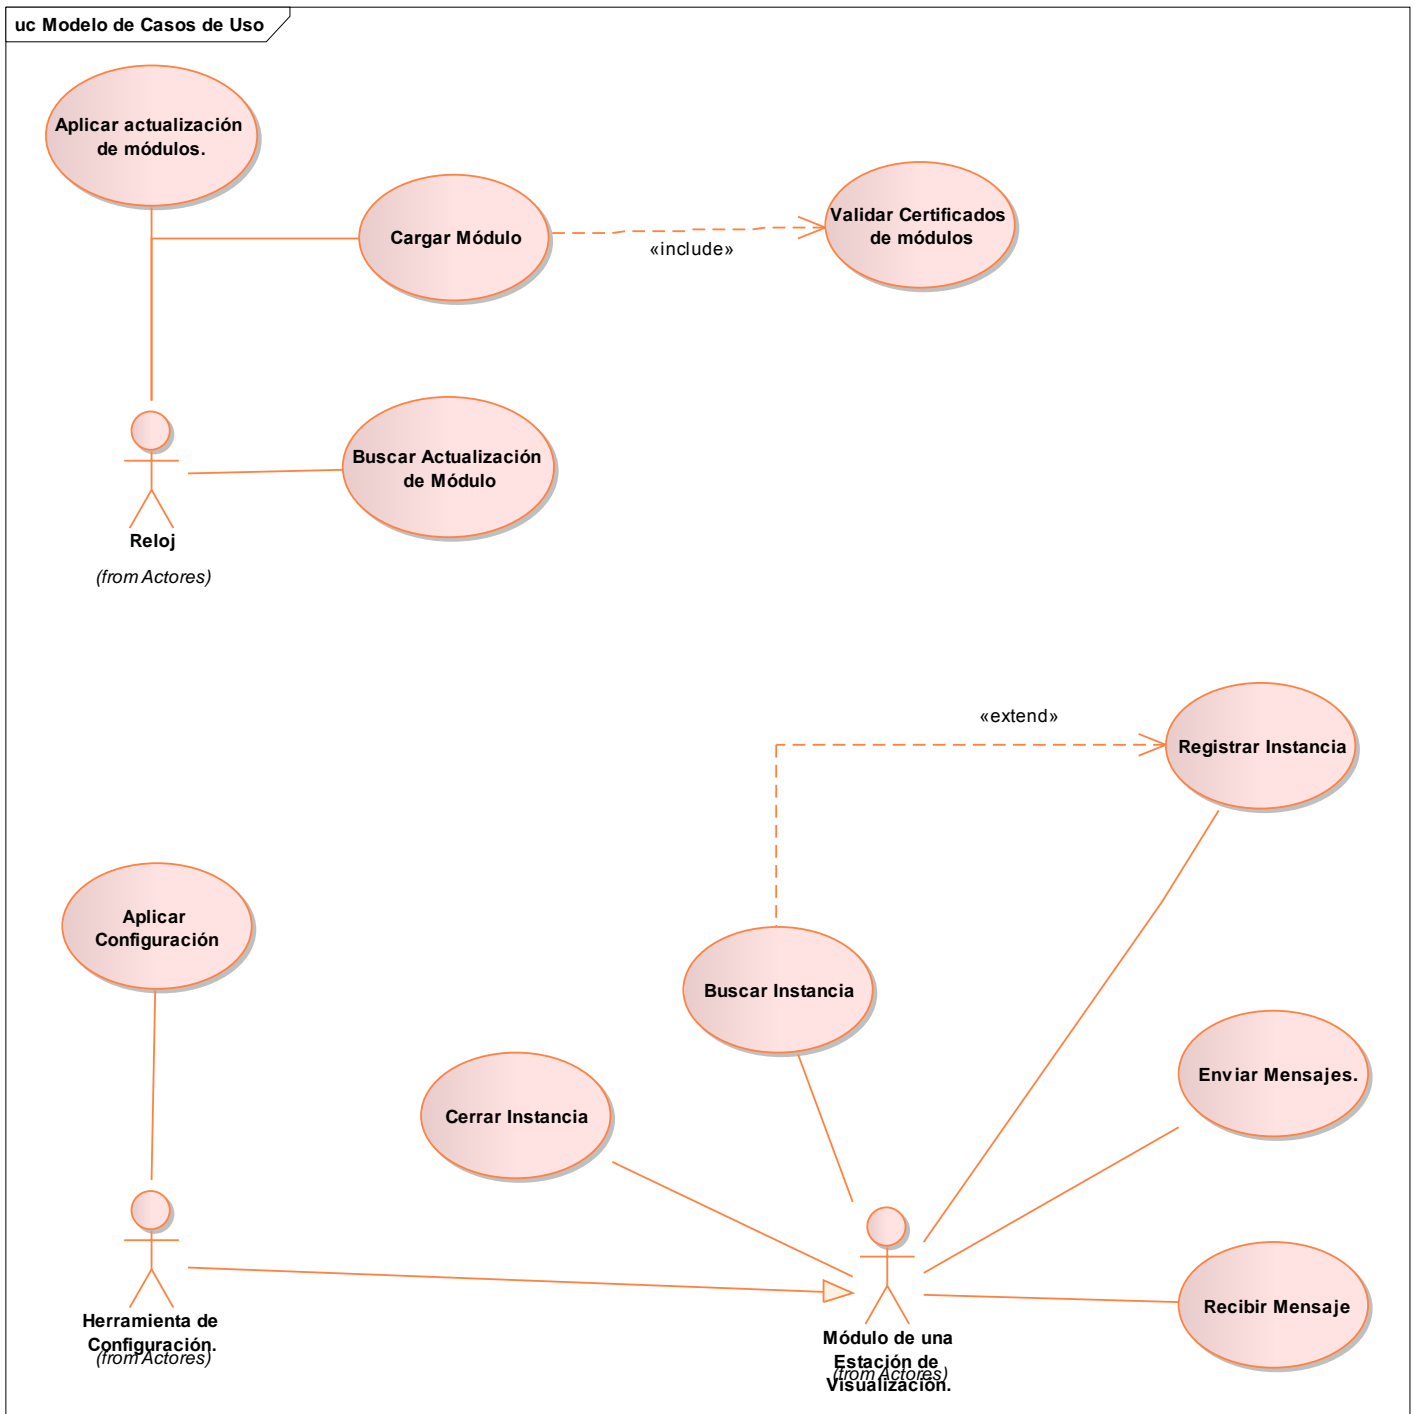 uc Modelo de Casos de Uso
Aplicar actualización
de módulos.
Cargar Módulo
«include»
Validar Certificados
de módulos
Buscar Actualización
de Módulo
Reloj
(from Actores)
«extend»
Registrar Instancia
Aplicar
Configuración
Buscar Instancia
Enviar Mensajes.
Cerrar Instancia
Recibir Mensaje
Herramienta de
Configuración.
(from Actores)
Módulo de una
Estación de
Visualización.
(from Actores)